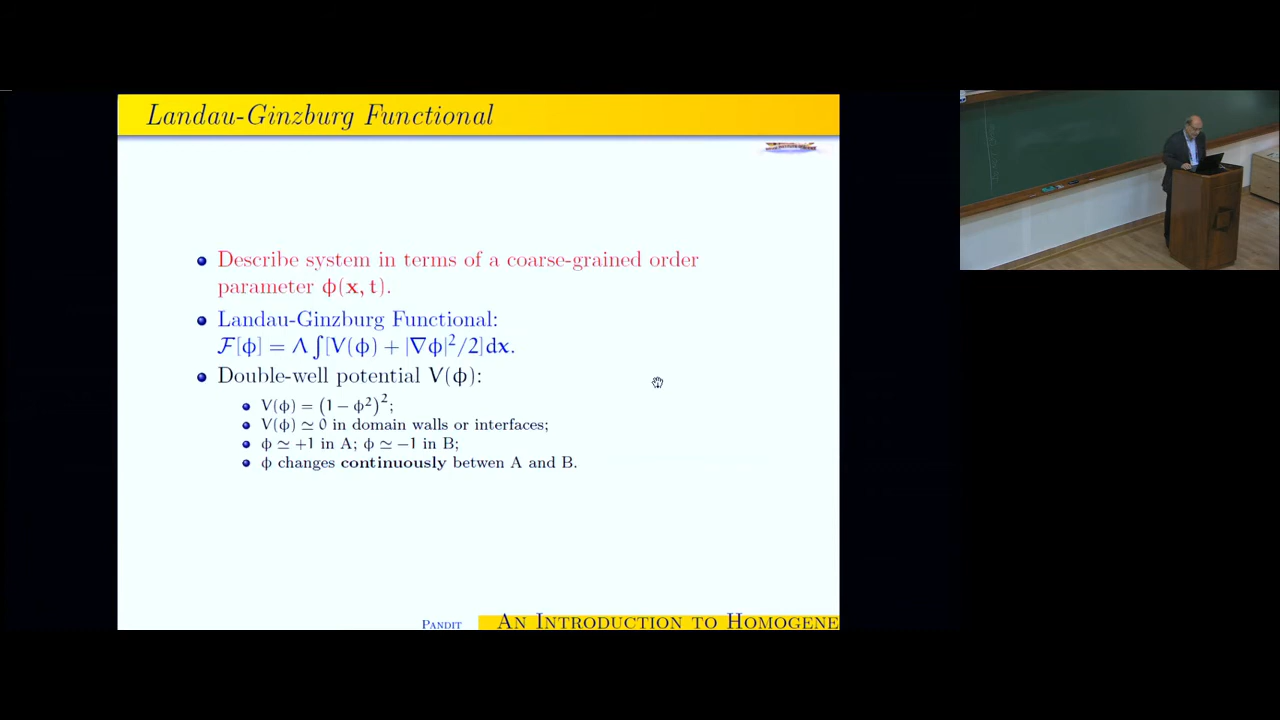 Landau-Ginzburg Functional
Describe system in terms of a coarse-grained order
parameter ϕ(x, t).
Landau-Ginzburg Functional:
ℱ[ϕ] = Λ ∫[V(ϕ) + |∇ϕ|²/2]dx.
Double-well potential V(ϕ):
V(ϕ) = (1 − ϕ²)²;
V(ϕ) ≃ 0 in domain walls or interfaces;
ϕ ≃ +1 in A; ϕ ≃ −1 in B;
ϕ changes continuously betwen A and B.
Pandit
An Introduction to Homogene